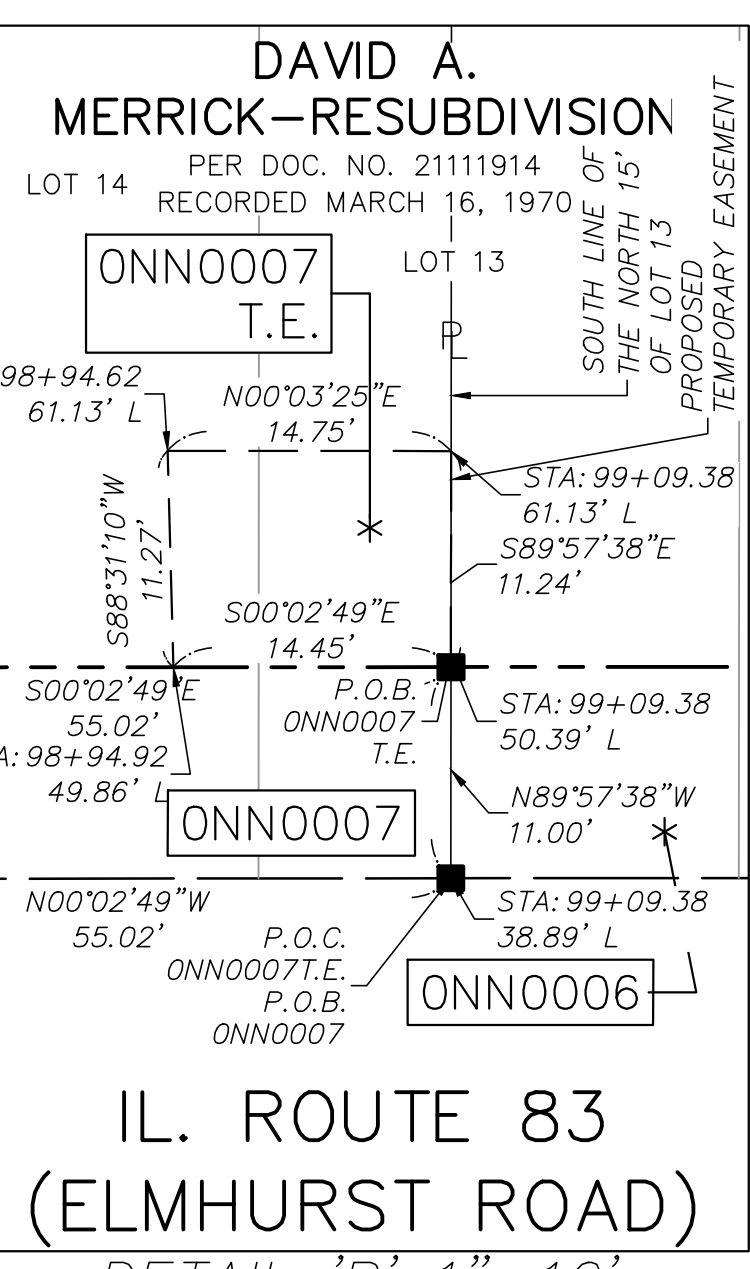 DAVID A.
MERRICK-RESUBDIVISION
PER DOC. NO. 21111914
RECORDED MARCH 16, 1970
LOT 14
LOT 13
SOUTH LINE OF
THE NORTH 15'
OF LOT 13
PROPOSED
TEMPORARY EASEMENT
0NN0007
T.E.
PL
98+94.62
61.13' L
N00°03'25"E
14.75'
STA: 99+09.38
61.13' L
S88°31'10"W
11.27'
S89°57'38"E
11.24'
S00°02'49"E
14.45'
S00°02'49"E
55.02'
A: 98+94.92
49.86' L
P.O.B.
0NN0007
T.E.
STA: 99+09.38
50.39' L
0NN0007
N89°57'38"W
11.00'
N00°02'49"W
55.02'
P.O.C.
0NN0007T.E.
P.O.B.
0NN0007
STA: 99+09.38
38.89' L
0NN0006
IL. ROUTE 83
(ELMHURST ROAD)